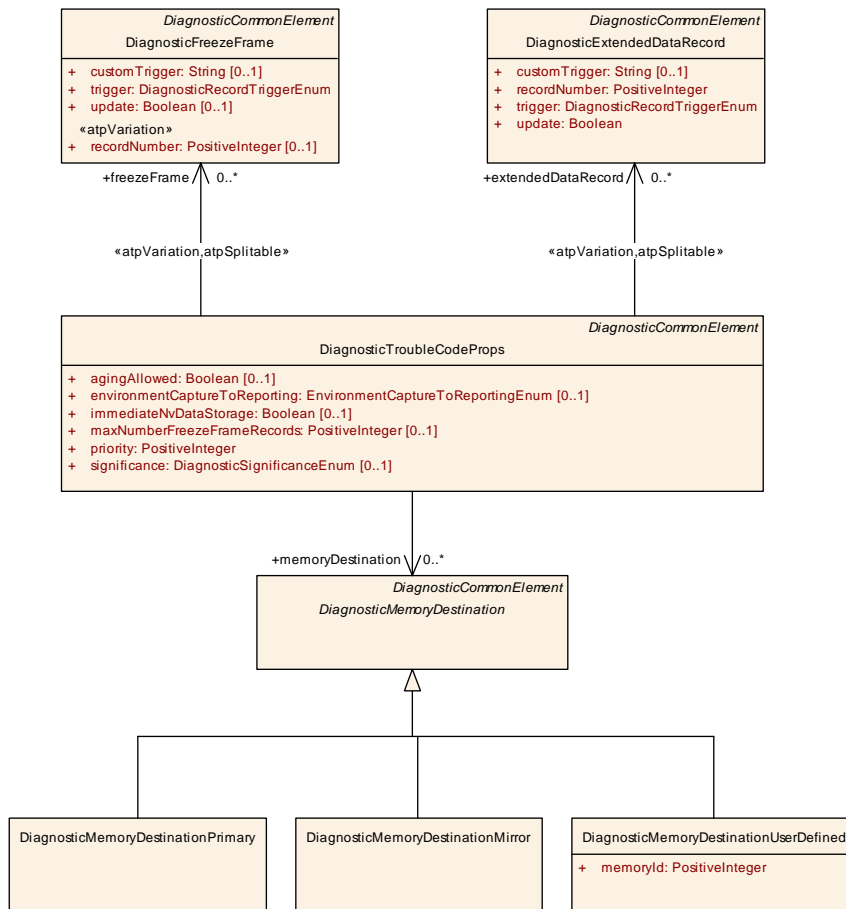 DiagnosticCommonElement
DiagnosticFreezeFrame
+ customTrigger: String [0..1]
+ trigger: DiagnosticRecordTriggerEnum
+ update: Boolean [0..1]
«atpVariation»
+ recordNumber: PositiveInteger [0..1]
DiagnosticCommonElement
DiagnosticExtendedDataRecord
+ customTrigger: String [0..1]
+ recordNumber: PositiveInteger
+ trigger: DiagnosticRecordTriggerEnum
+ update: Boolean
+freezeFrame 0..*
+extendedDataRecord 0..*
«atpVariation,atpSplitable»
«atpVariation,atpSplitable»
DiagnosticCommonElement
DiagnosticTroubleCodeProps
+ agingAllowed: Boolean [0..1]
+ environmentCaptureToReporting: EnvironmentCaptureToReportingEnum [0..1]
+ immediateNvDataStorage: Boolean [0..1]
+ maxNumberFreezeFrameRecords: PositiveInteger [0..1]
+ priority: PositiveInteger
+ significance: DiagnosticSignificanceEnum [0..1]
+memoryDestination 0..*
DiagnosticCommonElement
DiagnosticMemoryDestination
DiagnosticMemoryDestinationPrimary
DiagnosticMemoryDestinationMirror
DiagnosticMemoryDestinationUserDefined
+ memoryId: PositiveInteger